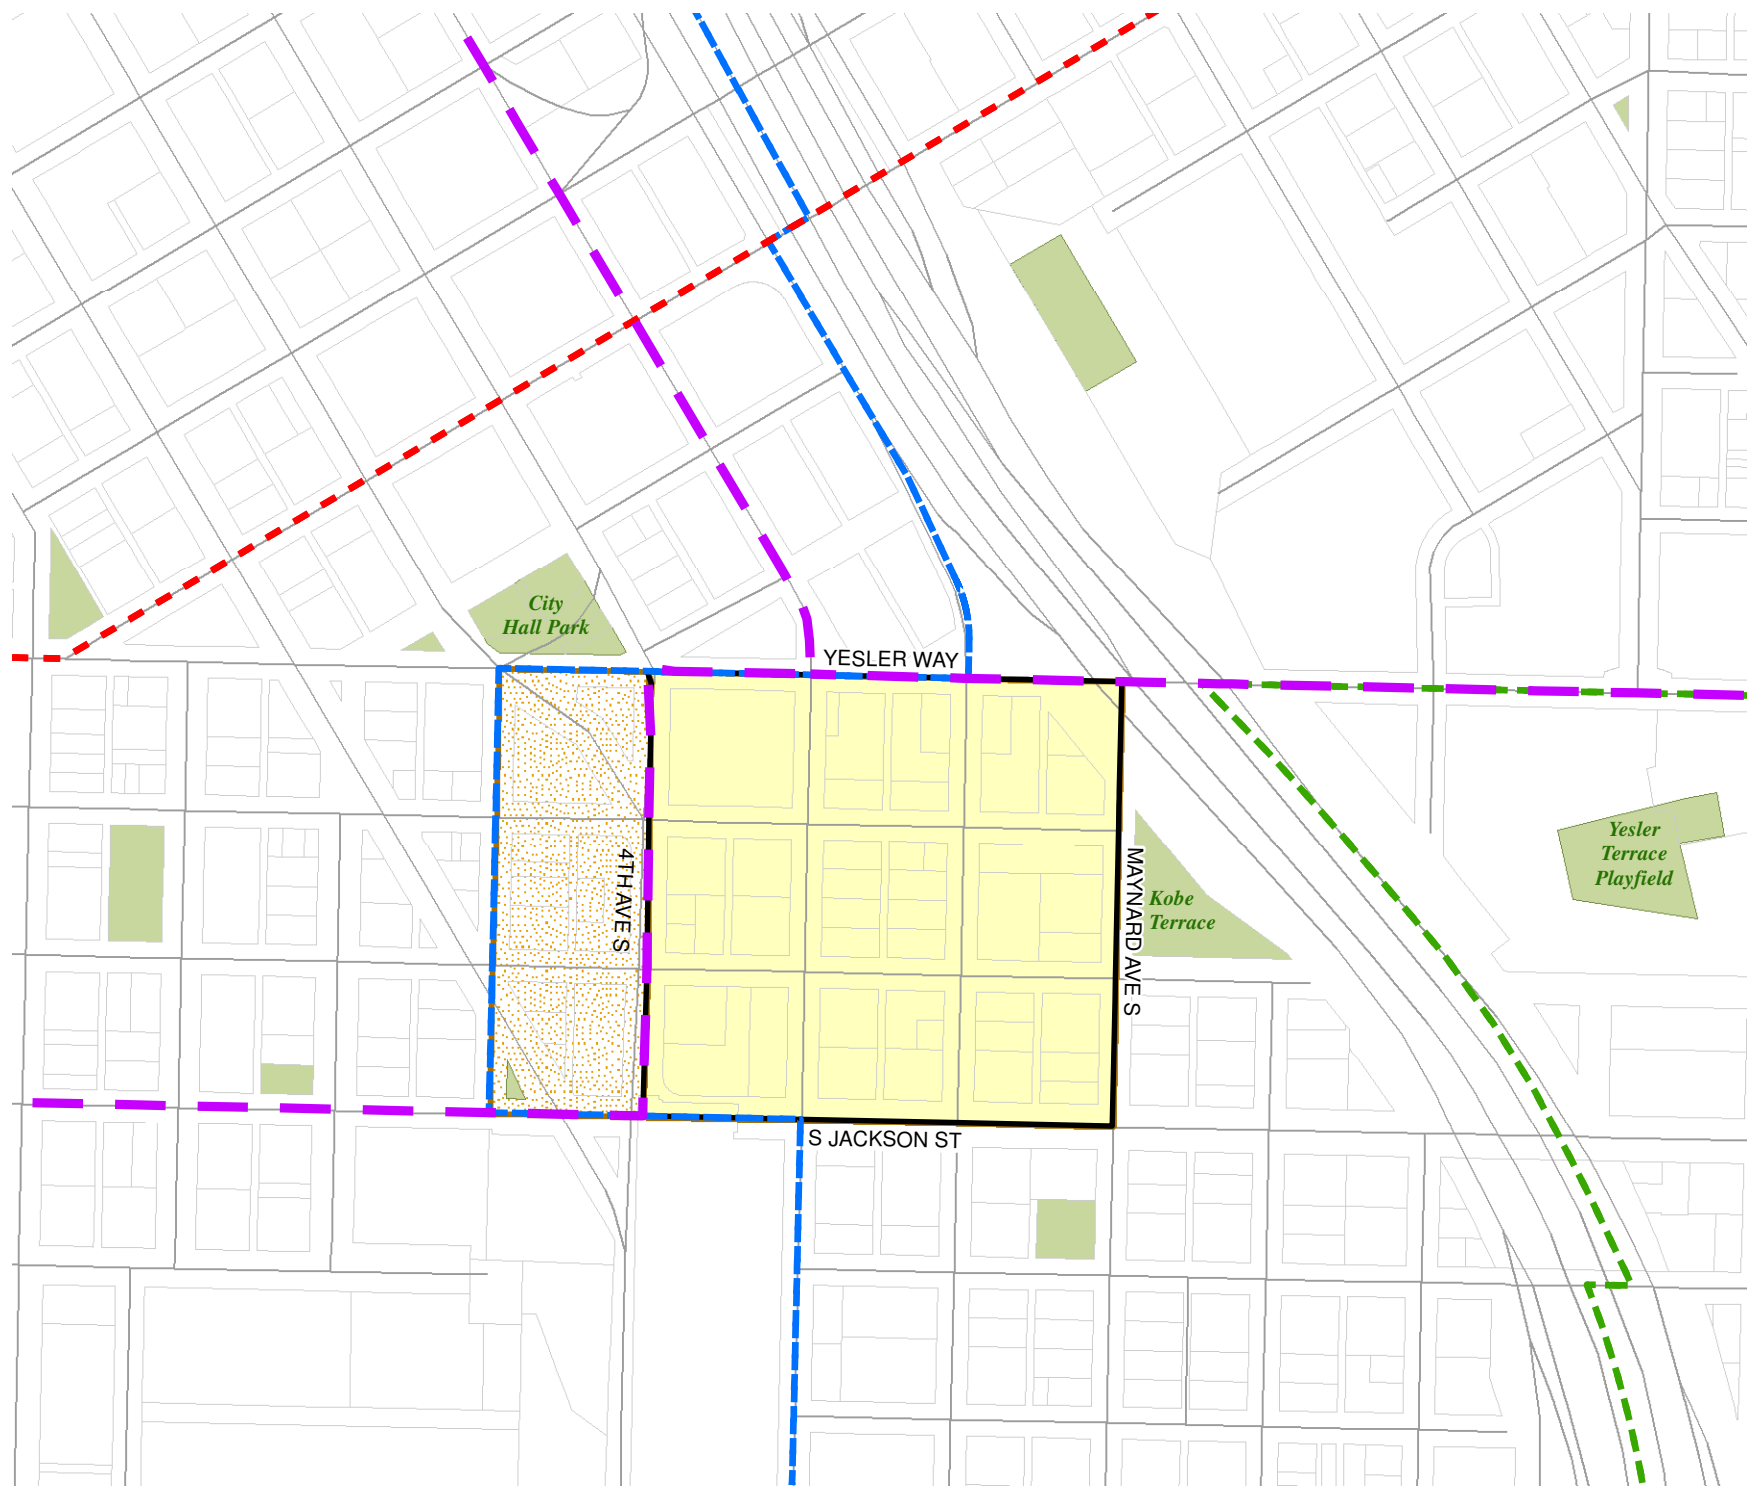 City
Hall Park
YESLER WAY
4TH AVE S
MAYNARD AVE S
Kobe
Terrace
Yesler
Terrace
Playfield
S JACKSON ST